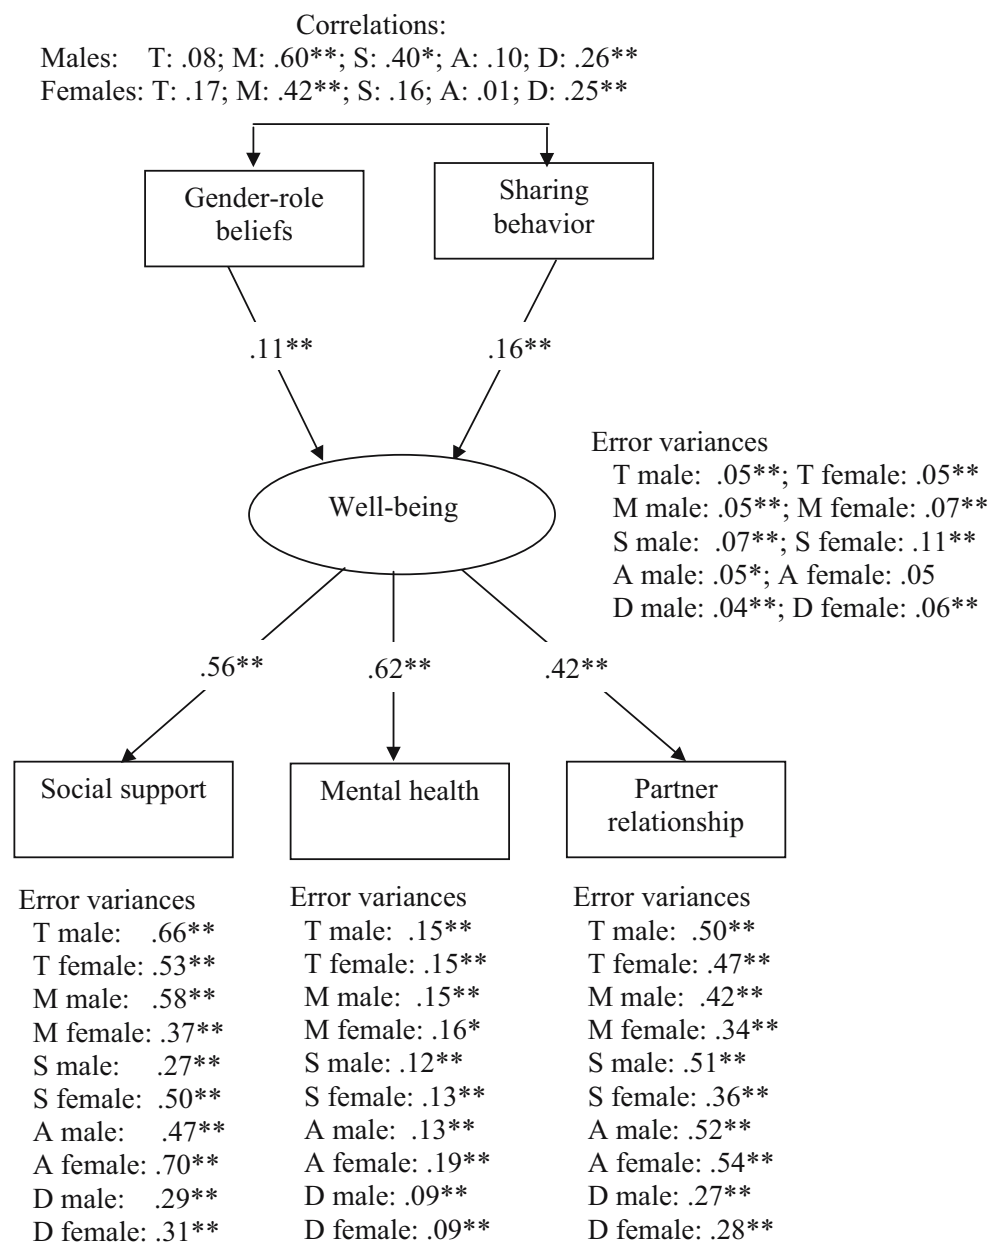 Correlations:
Males: T: .08; M: .60**; S: .40*; A: .10; D: .26**
Females: T: .17; M: .42**; S: .16; A: .01; D: .25**
Gender-role
beliefs
Sharing
behavior
.11**
.16**
Well-being
Error variances
T male: .05**; T female: .05**
M male: .05**; M female: .07**
S male: .07**; S female: .11**
A male: .05*; A female: .05
D male: .04**; D female: .06**
.56**
.62**
.42**
Social support
Mental health
Partner
relationship
Error variances
T male: .66**
T female: .53**
M male: .58**
M female: .37**
S male: .27**
S female: .50**
A male: .47**
A female: .70**
D male: .29**
D female: .31**
Error variances
T male: .15**
T female: .15**
M male: .15**
M female: .16*
S male: .12**
S female: .13**
A male: .13**
A female: .19**
D male: .09**
D female: .09**
Error variances
T male: .50**
T female: .47**
M male: .42**
M female: .34**
S male: .51**
S female: .36**
A male: .52**
A female: .54**
D male: .27**
D female: .28**